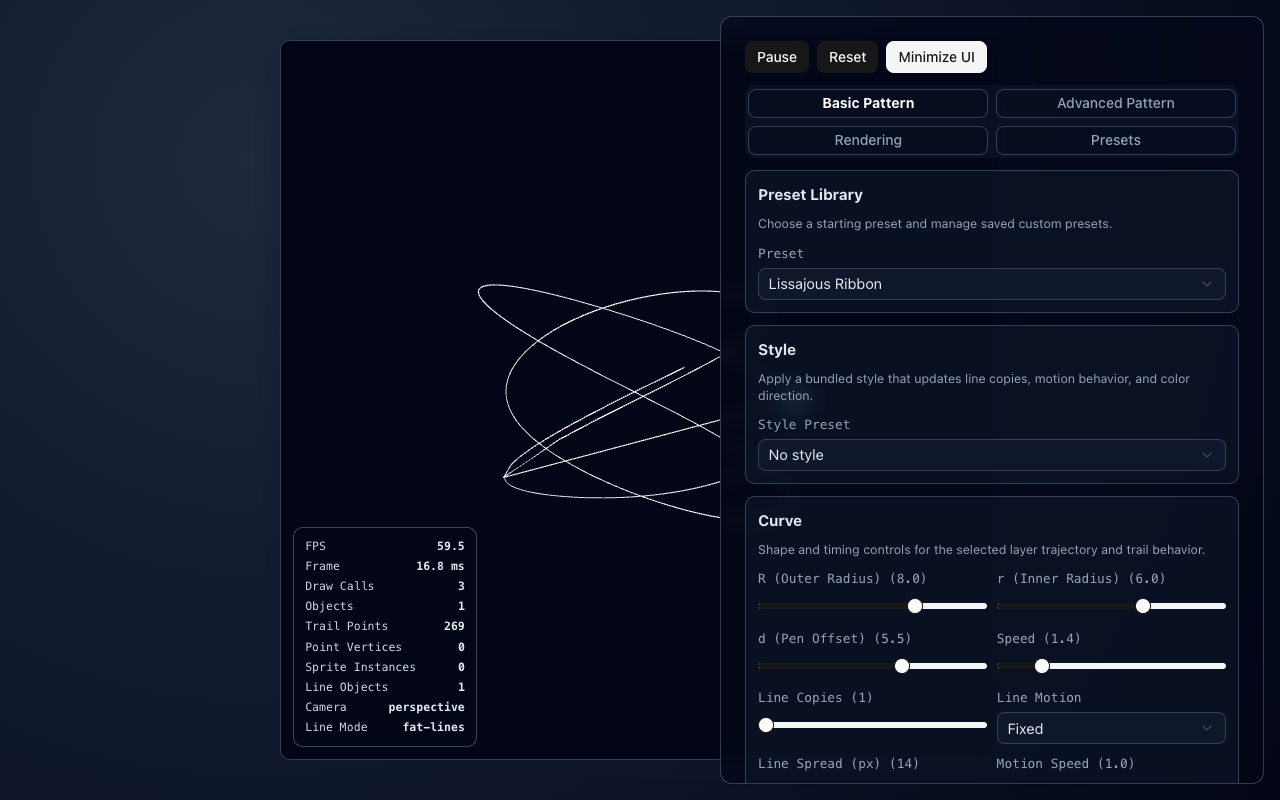 Pause
Reset
Minimize UI
Basic Pattern
Advanced Pattern
Rendering
Presets
Preset Library
Choose a starting preset and manage saved custom presets.
Preset
Lissajous Ribbon
Style
Apply a bundled style that updates line copies, motion behavior, and color
direction.
Style Preset
No style
Curve
Shape and timing controls for the selected layer trajectory and trail behavior.
R (Outer Radius) (8.0)
r (Inner Radius) (6.0)
d (Pen Offset) (5.5)
Speed (1.4)
Line Copies (1)
Line Motion
Fixed
Line Spread (px) (14)
Motion Speed (1.0)
FPS 59.5
Frame 16.8 ms
Draw Calls 3
Objects 1
Trail Points 269
Point Vertices 0
Sprite Instances 0
Line Objects 1
Camera perspective
Line Mode fat-lines